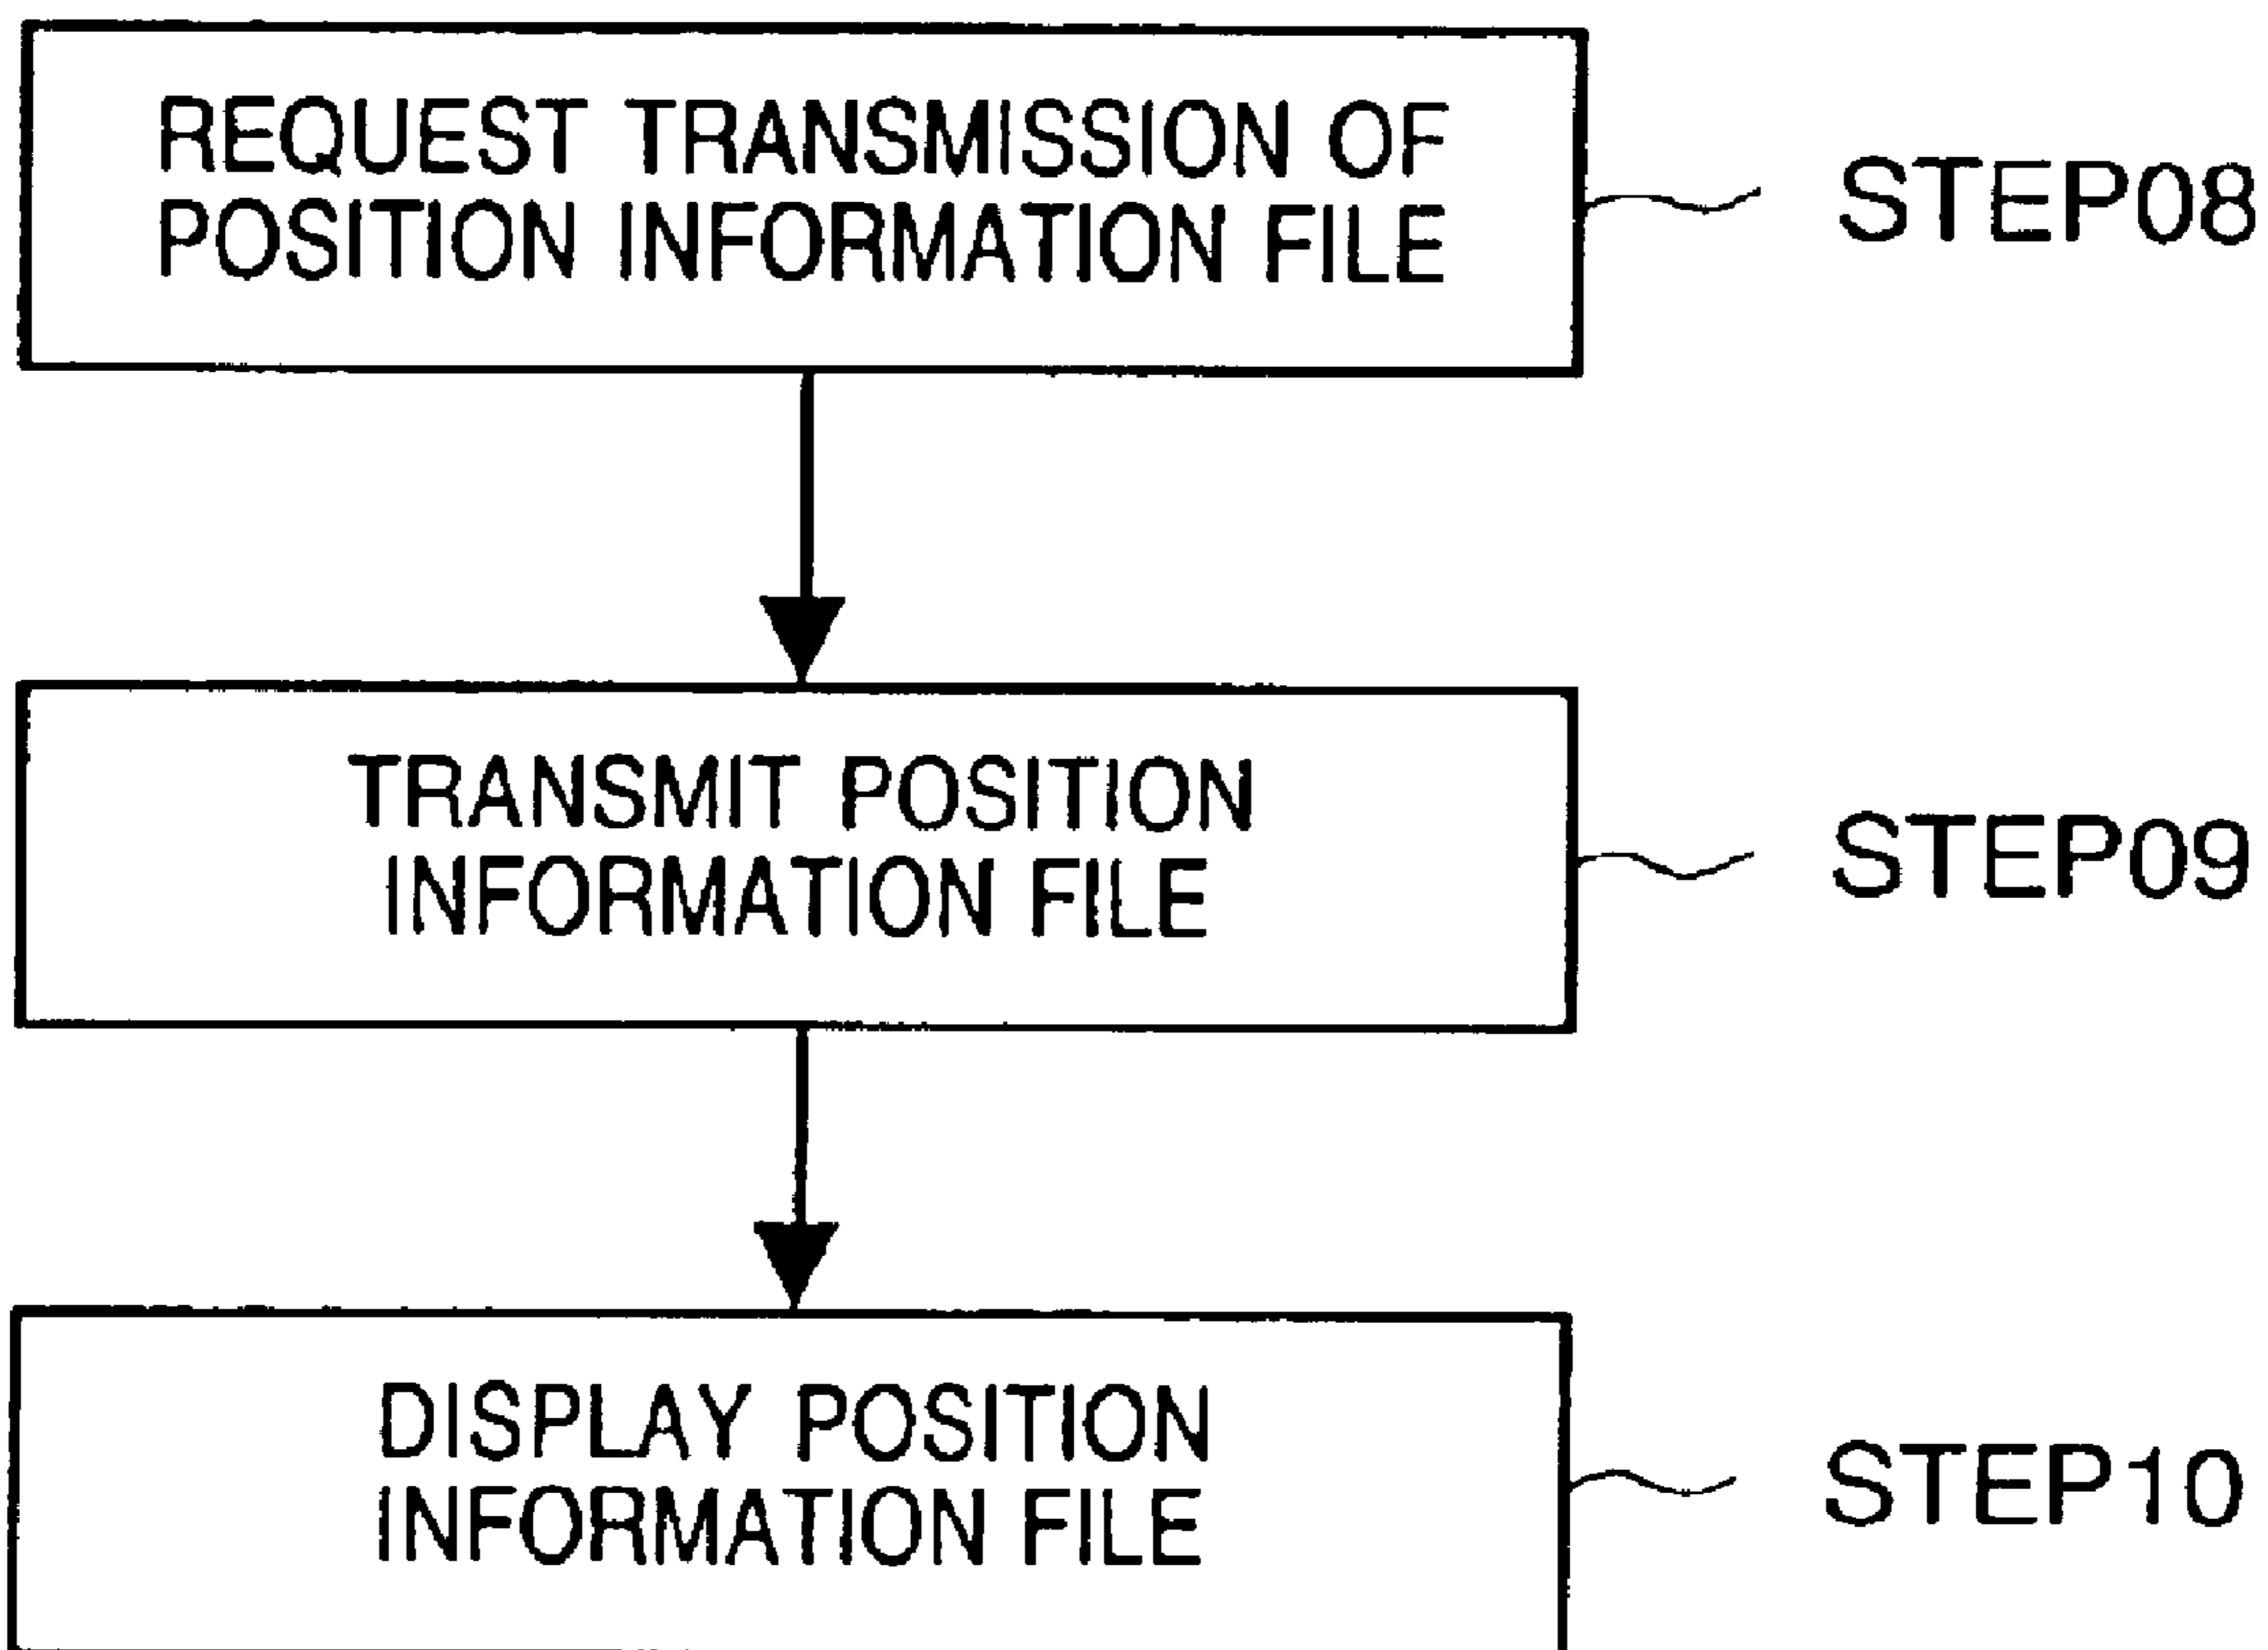 REQUEST TRANSMISSION OF
POSITION INFORMATION FILE
STEP08
TRANSMIT POSITION
INFORMATION FILE
STEP09
DISPLAY POSITION
INFORMATION FILE
STEP10